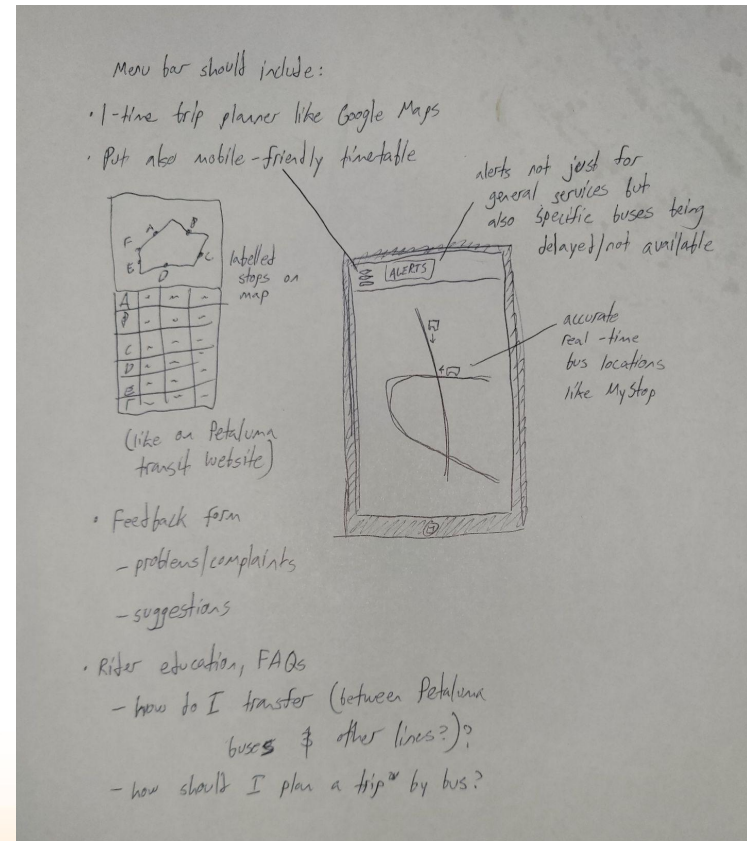 Menu bar should include:
· 1-time trip planner like Google Maps
· Put also mobile-friendly timetable
alerts not just for
general services but
also specific buses being
delayed/not available
A
B
C
D
E
F
labelled
stops on
map
A
B
C
D
E
F
(like on Petaluma
transit website)
ALERTS
accurate
real-time
bus locations
like MyStop
· Feedback form
- problems/complaints
- suggestions
· Rider education, FAQs
- how do I transfer (between Petaluma
buses & other lines?)?
- how should I plan a trip by bus?